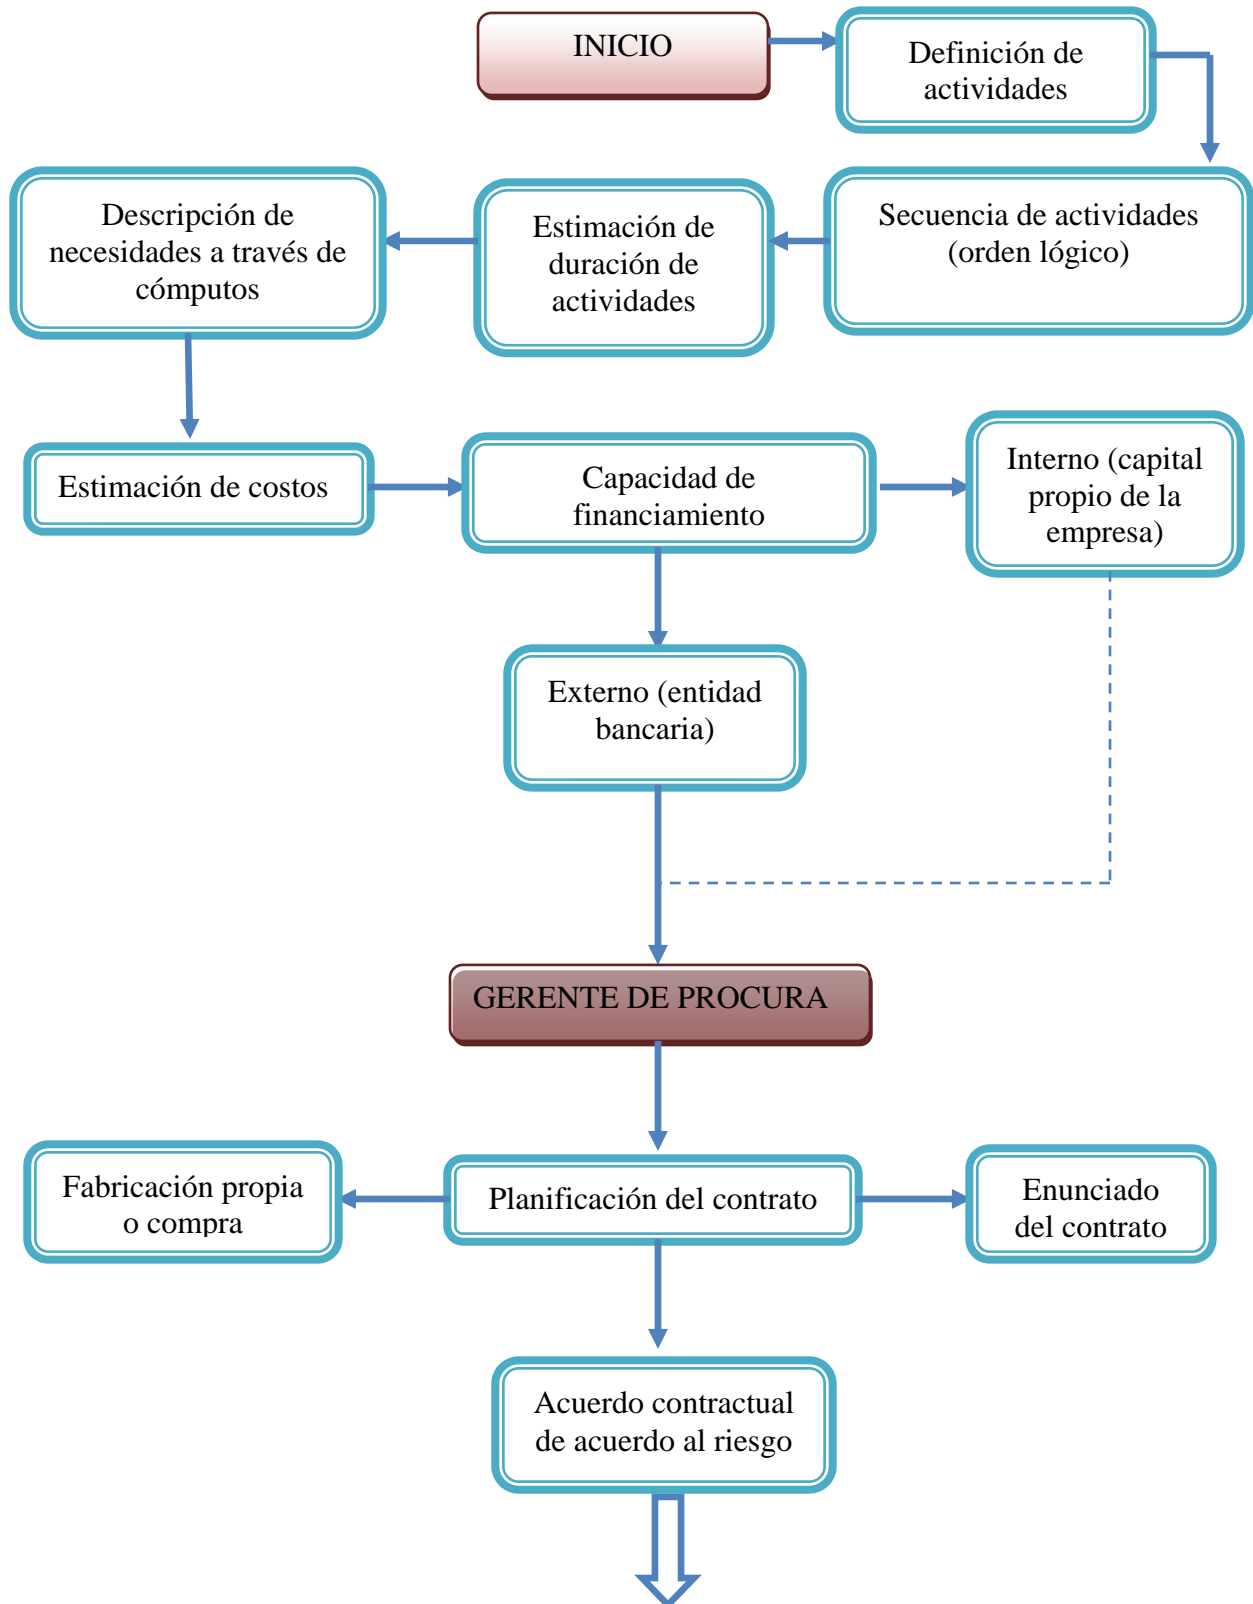 INICIO
Definición de
actividades
Secuencia de actividades
(orden lógico)
Estimación de
duración de
actividades
Descripción de
necesidades a través de
cómputos
Estimación de costos
Capacidad de
financiamiento
Interno (capital
propio de la
empresa)
Externo (entidad
bancaria)
GERENTE DE PROCURA
Fabricación propia
o compra
Planificación del contrato
Enunciado
del contrato
Acuerdo contractual
de acuerdo al riesgo